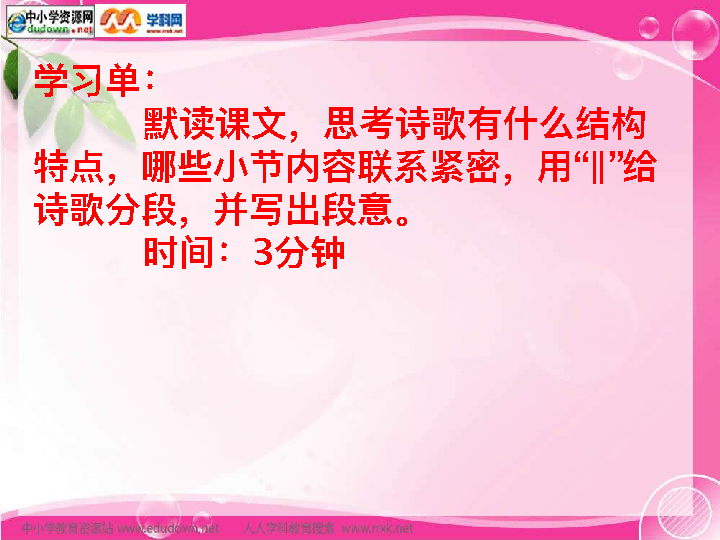 中小学资源网
dudown.net
学科网
www.nxk.net
学习单：
默读课文，思考诗歌有什么结构
特点，哪些小节内容联系紧密，用“‖”给
诗歌分段，并写出段意。
时间：3分钟
中小学教育资源站 www.edudown.net 人人学科教育搜索 www.nxk.net